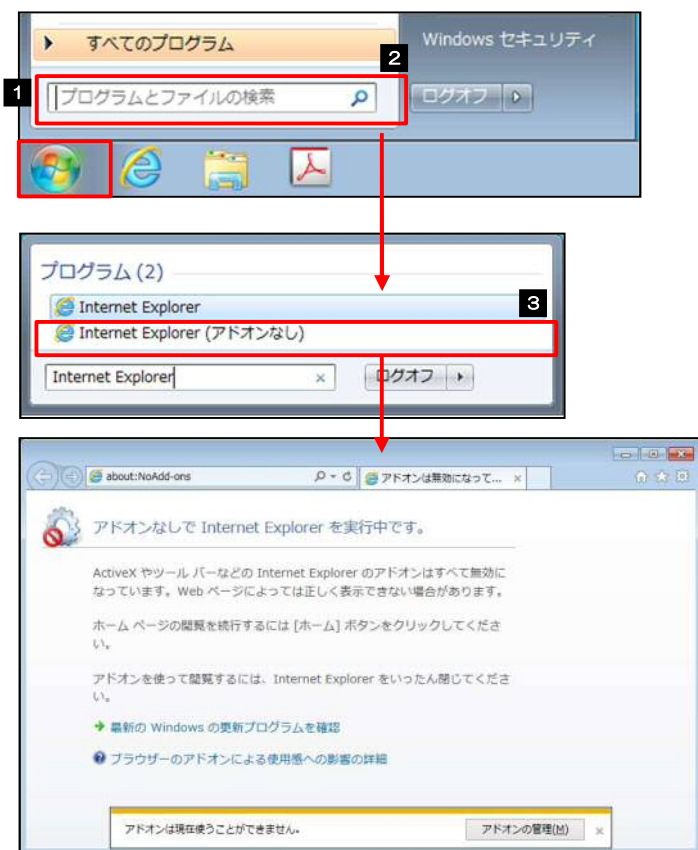 すべてのプログラム
Windows セキュリティ
2
1
プログラムとファイルの検索
ログオフ
プログラム (2)
Internet Explorer
3
Internet Explorer (アドオンなし)
Internet Explorer
ログオフ
about:NoAdd-ons
アドオンは無効になって...
アドオンなしで Internet Explorer を実行中です。
ActiveX やツール バーなどの Internet Explorer のアドオンはすべて無効に
なっています。Web ページによっては正しく表示できない場合があります。
ホーム ページの閲覧を続行するには [ホーム] ボタンをクリックしてくださ
い。
アドオンを使って閲覧するには、Internet Explorer をいったん閉じてくださ
い。
最新の Windows の更新プログラムを確認
ブラウザーのアドオンによる使用感への影響の詳細
アドオンは現在使うことができません。
アドオンの管理(M)